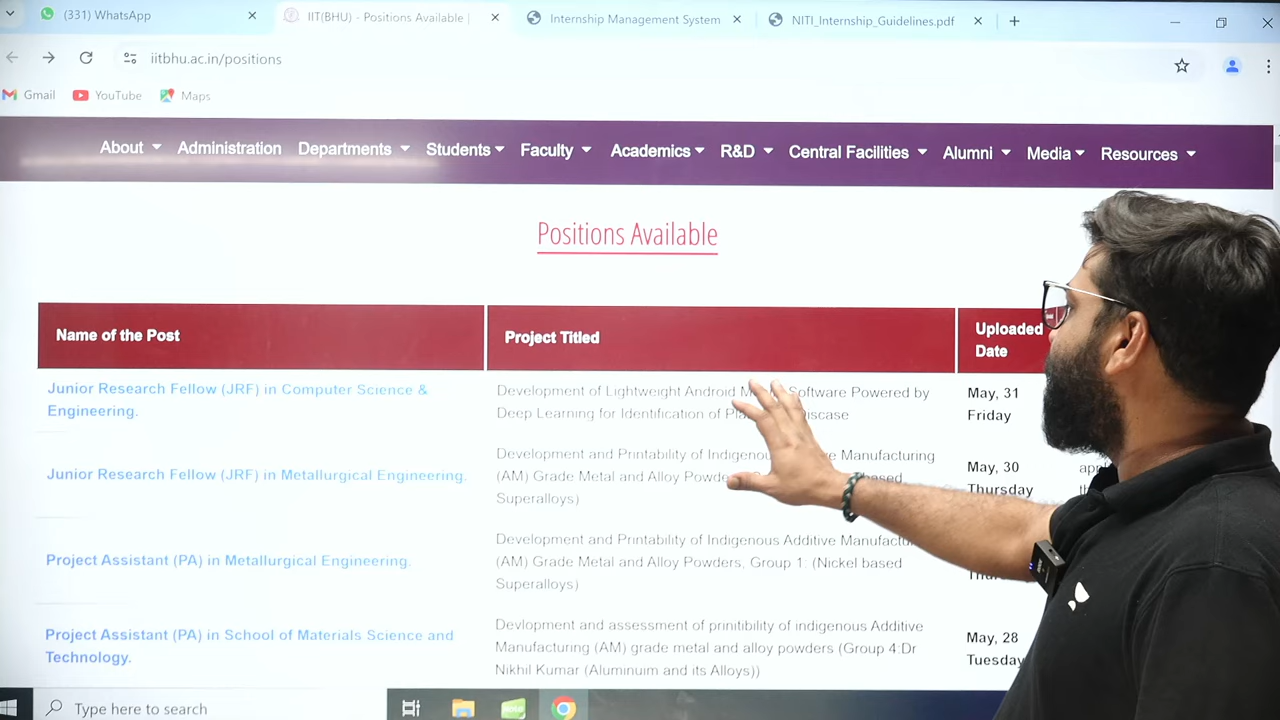 (331) WhatsApp
IIT(BHU) - Positions Available |
Internship Management System
NITI_Internship_Guidelines.pdf
iitbhu.ac.in/positions
Gmail
YouTube
Maps
About
Administration
Departments
Students
Faculty
Academics
R&D
Central Facilities
Alumni
Media
Resources
Positions Available
Name of the Post
Project Titled
Uploaded
Date
Junior Research Fellow (JRF) in Computer Science &
Engineering.
Development of Lightweight Android Software Powered by
Deep Learning for Identification of
May, 31
Friday
Junior Research Fellow (JRF) in Metallurgical Engineering.
Development and Printability of Manufacturing
(AM) Grade Metal and Alloy
Superalloys)
May, 30
Thursday
Project Assistant (PA) in Metallurgical Engineering.
Development and Printability of Indigenous Additive
(AM) Grade Metal and Alloy Powders, Group 1: (Nickel based
Superalloys)
Project Assistant (PA) in School of Materials Science and
Technology.
Devlopment and assessment of prinitibility of indigenous Additive
Manufacturing (AM) grade metal and alloy powders (Group 4:Dr
Nikhil Kumar (Aluminuim and its Alloys))
May, 28
Tuesday
Type here to search